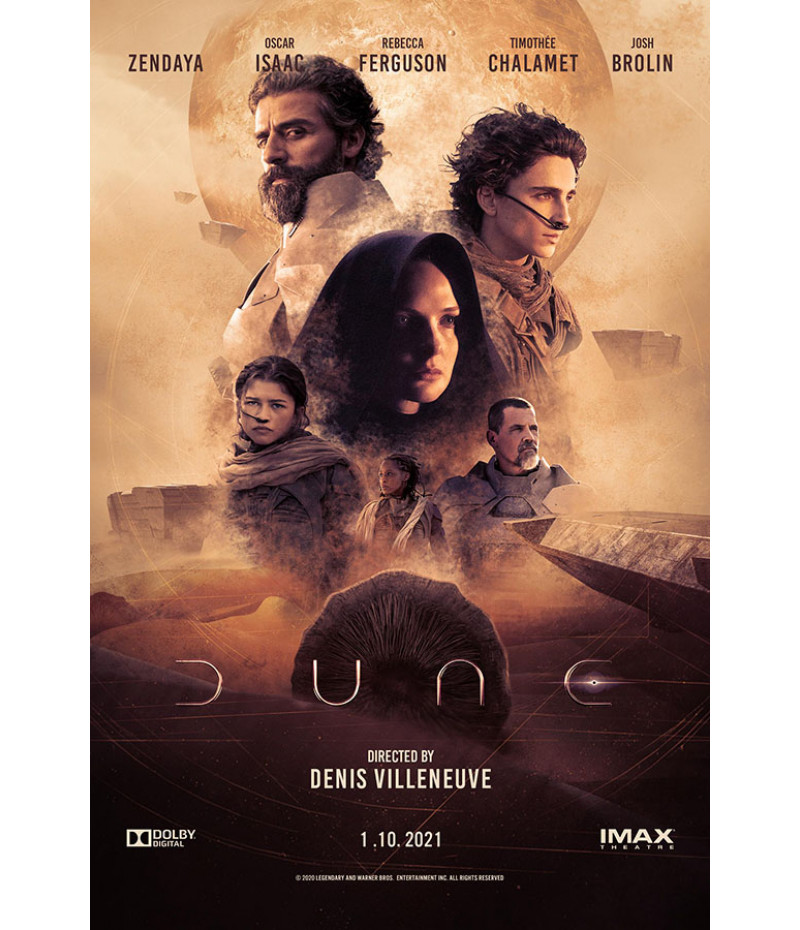 ZENDAYA
OSCAR
ISAAC
REBECCA
FERGUSON
TIMOTHÉE
CHALAMET
JOSH
BROLIN
DUNE
DIRECTED BY
DENIS VILLENEUVE
DOLBY
DIGITAL
1 .10. 2021
IMAX
THEATRE
© 2020 LEGENDARY AND WARNER BROS. ENTERTAINMENT INC. ALL RIGHTS RESERVED